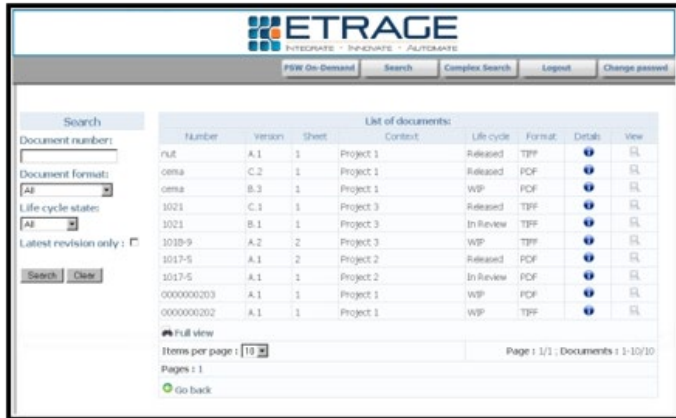 ETRAGE
INTEGRATE · INNOVATE · AUTOMATE
PSW On-Demand Search Complex Search Logout Change passwd
Search
Document number:
Document format:
All
Life cycle state:
All
Latest revision only :
Search Clear
List of documents:
Number Version Sheet Context Life cycle Format Details View
nut A.1 1 Project 1 Released TIFF
cema C.2 1 Project 1 Released PDF
cema B.3 1 Project 1 WIP PDF
1021 C.1 1 Project 3 Released TIFF
1021 B.1 1 Project 3 In Review TIFF
1018-9 A.2 2 Project 3 WIP TIFF
1017-5 A.1 2 Project 2 Released PDF
1017-5 A.1 1 Project 2 In Review PDF
0000000203 A.1 1 Project 1 WIP PDF
0000000202 A.1 1 Project 1 WIP TIFF
Full view
Items per page : 10 Page : 1/1 ; Documents : 1-10/10
Pages : 1
Go back